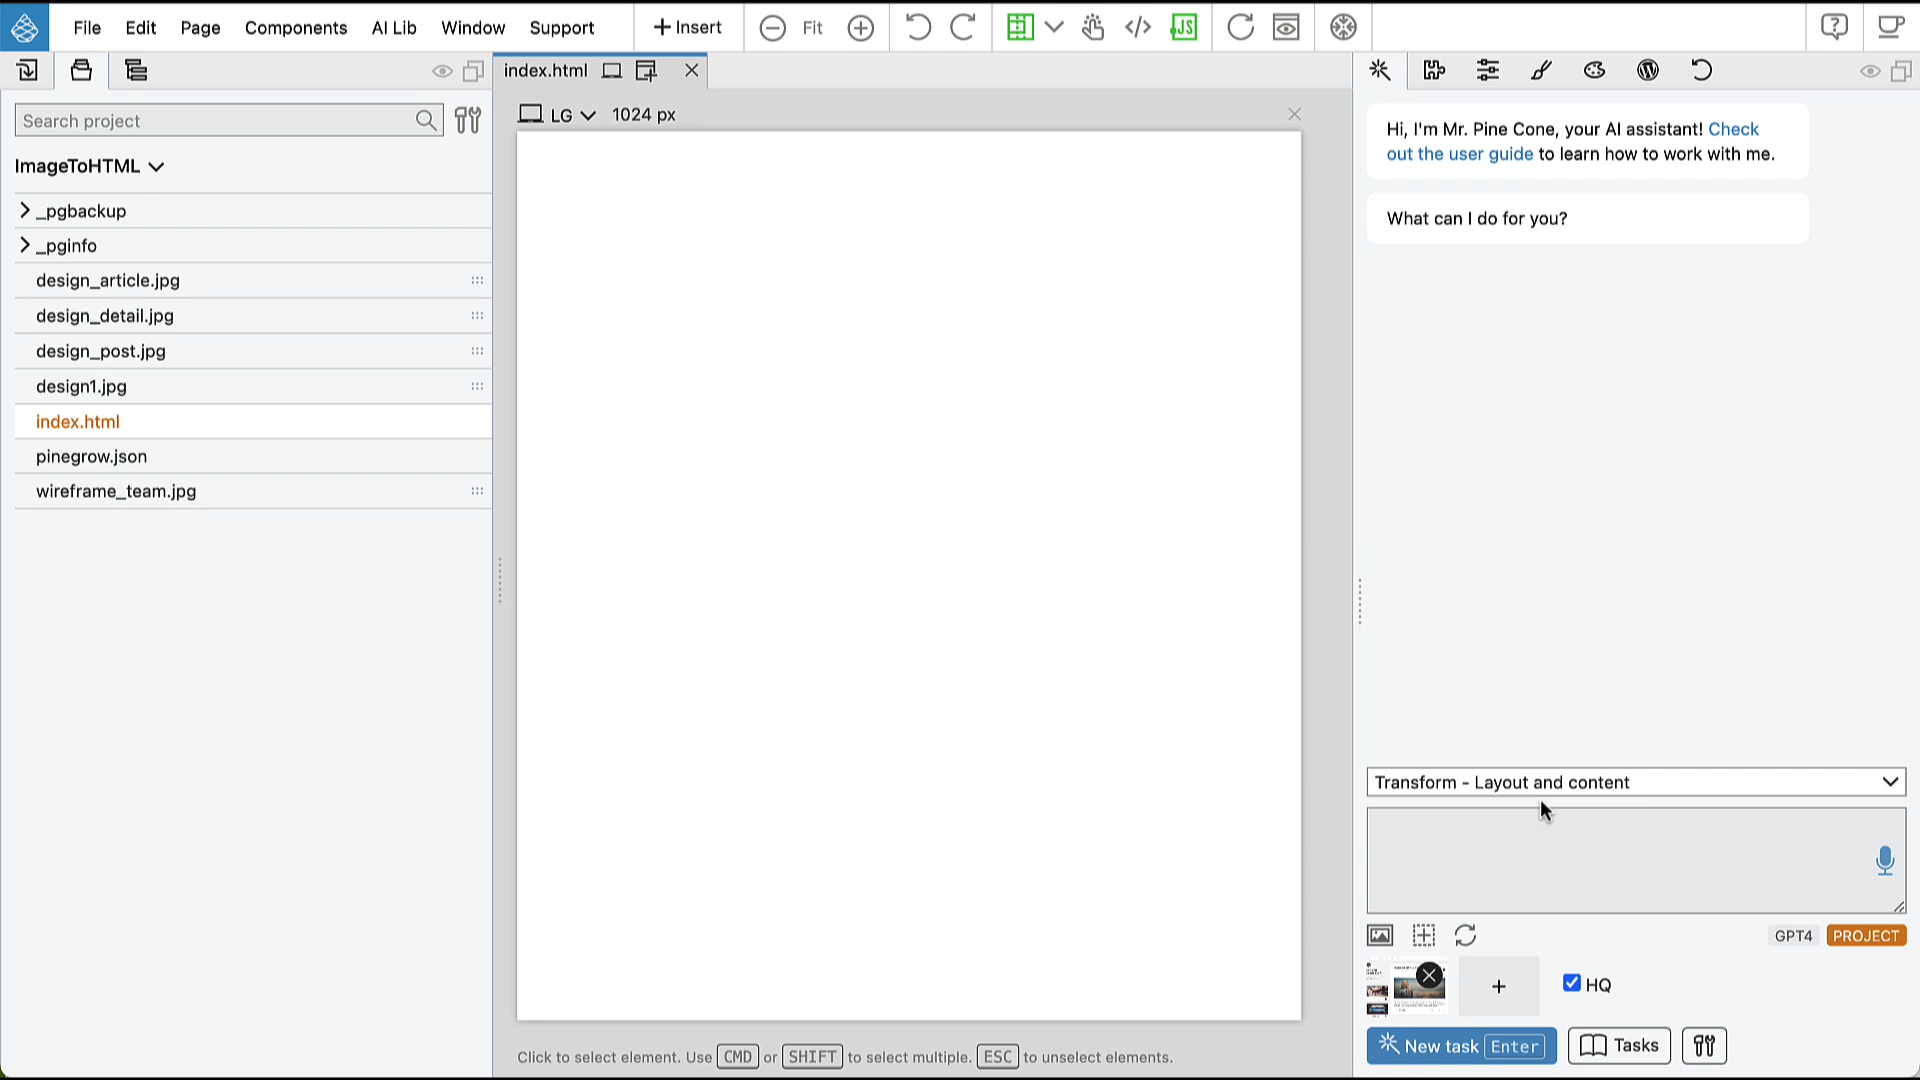 File Edit Page Components AI Lib Window Support + Insert Fit JS
index.html
Search project
LG 1024 px
ImageToHTML
_pgbackup
_pginfo
design_article.jpg
design_detail.jpg
design_post.jpg
design1.jpg
index.html
pinegrow.json
wireframe_team.jpg
Click to select element. Use CMD or SHIFT to select multiple. ESC to unselect elements.
Hi, I'm Mr. Pine Cone, your AI assistant! Check
out the user guide to learn how to work with me.
What can I do for you?
Transform - Layout and content
GPT4 PROJECT
+ HQ
New task Enter Tasks